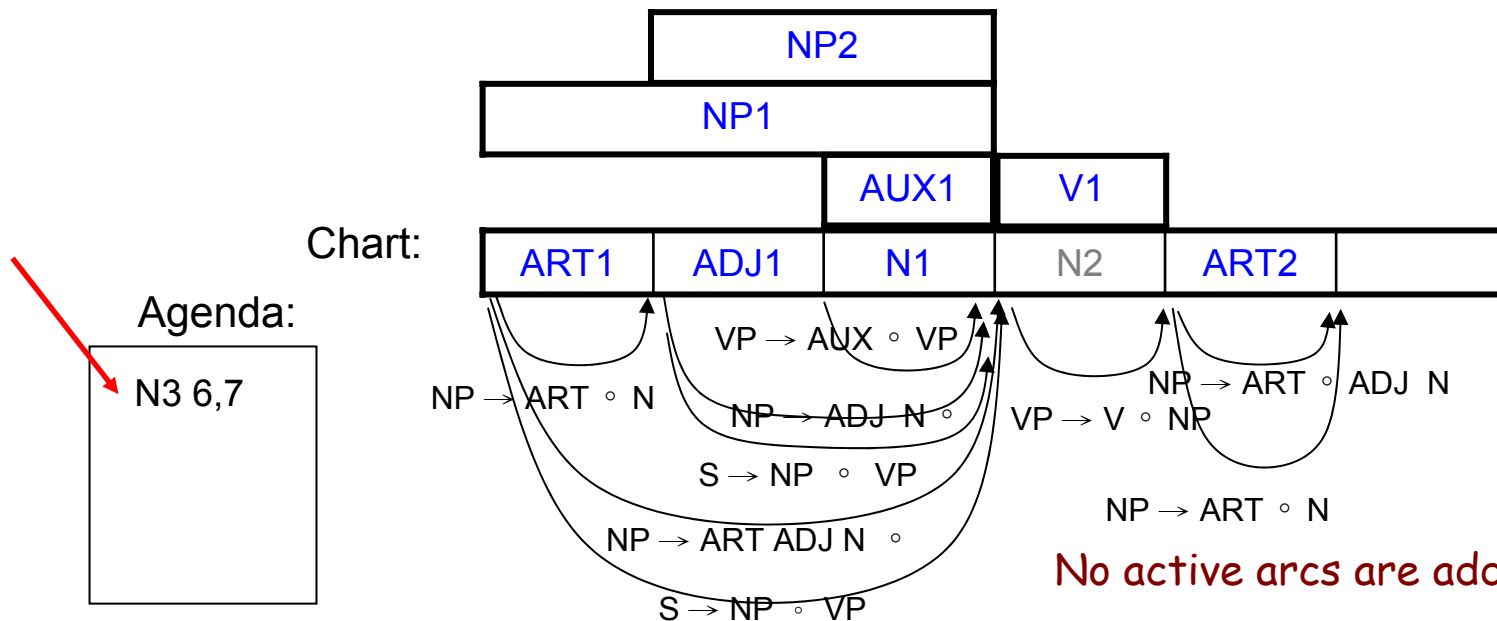 NP2
NP1
AUX1 V1
Chart:
ART1 ADJ1 N1 N2 ART2
Agenda:
N3 6,7
VP → AUX ◦ VP
NP → ART ◦ N
NP → ADJ N ◦
VP → V ◦ NP
NP → ART ◦ ADJ N
S → NP ◦ VP
NP → ART ◦ N
NP → ART ADJ N ◦
No active arcs are
S → NP ◦ VP